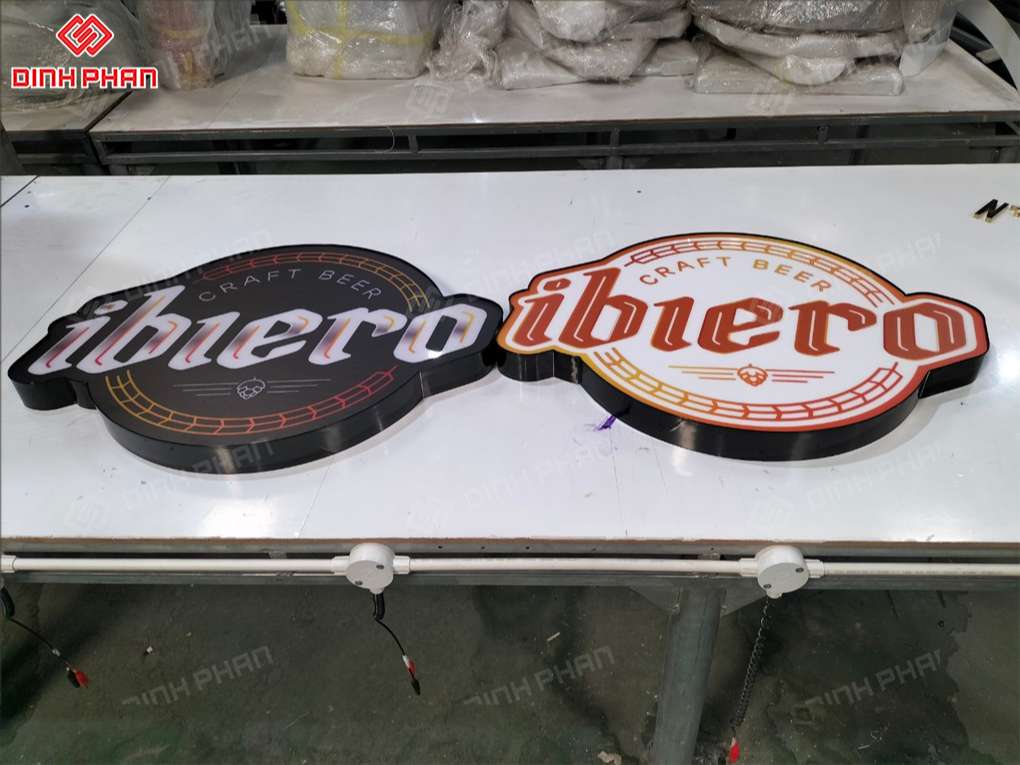 DINH PHAN
CRAFT BEER
ibiero
CRAFT BEER
ibiero
N